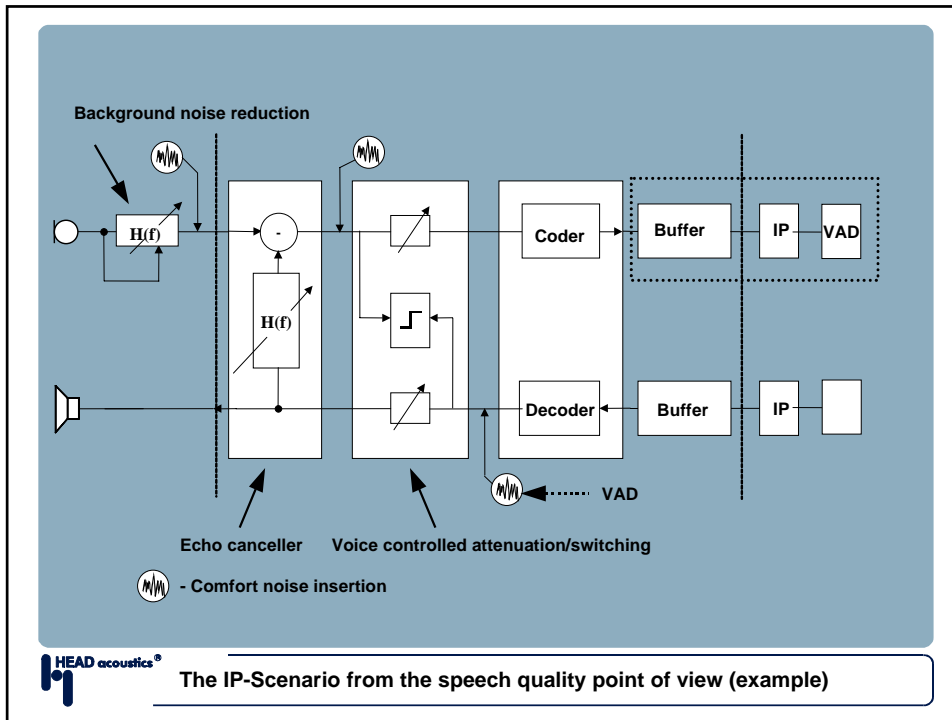 Background noise reduction
H(f)
-
Coder
Buffer
IP
VAD
H(f)
Decoder
Buffer
IP
VAD
Echo canceller
Voice controlled attenuation/switching
- Comfort noise insertion
HEAD acoustics®
The IP-Scenario from the speech quality point of view (example)